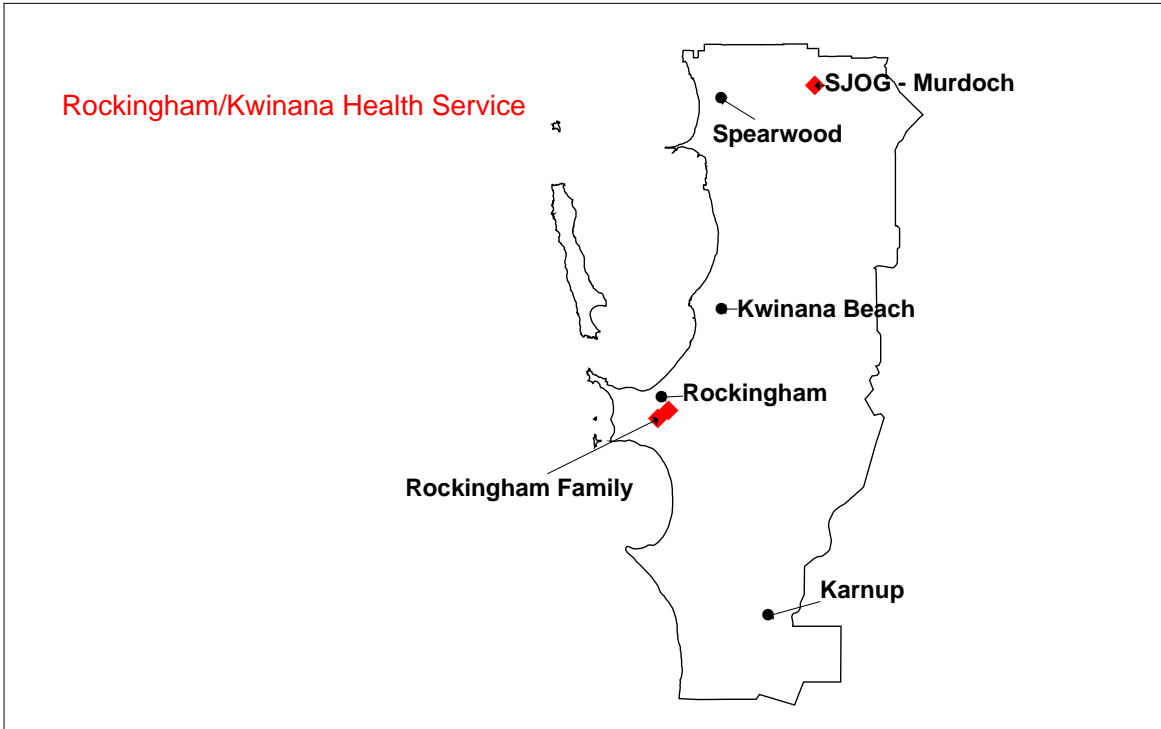 Rockingham/Kwinana Health Service
SJOG - Murdoch
Spearwood
Kwinana Beach
Rockingham
Rockingham Family
Karnup